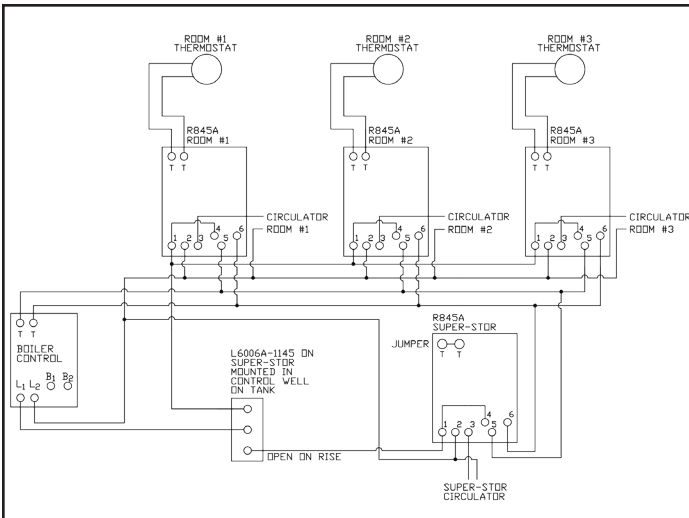 ROOM #1
THERMOSTAT
ROOM #2
THERMOSTAT
ROOM #3
THERMOSTAT
R845A
ROOM #1
R845A
ROOM #2
R845A
ROOM #3
T T
T T
T T
1 2 3 4 5 6
CIRCULATOR
ROOM #1
1 2 3 4 5 6
CIRCULATOR
ROOM #2
1 2 3 4 5 6
CIRCULATOR
ROOM #3
T T
BOILER
CONTROL
L1 L2 B1 B2
L6006A-1145 ON
SUPER-STOR
MOUNTED IN
CONTROL WELL
ON TANK
OPEN ON RISE
R845A
SUPER-STOR
JUMPER
T T
1 2 3 4 5 6
SUPER-STOR
CIRCULATOR